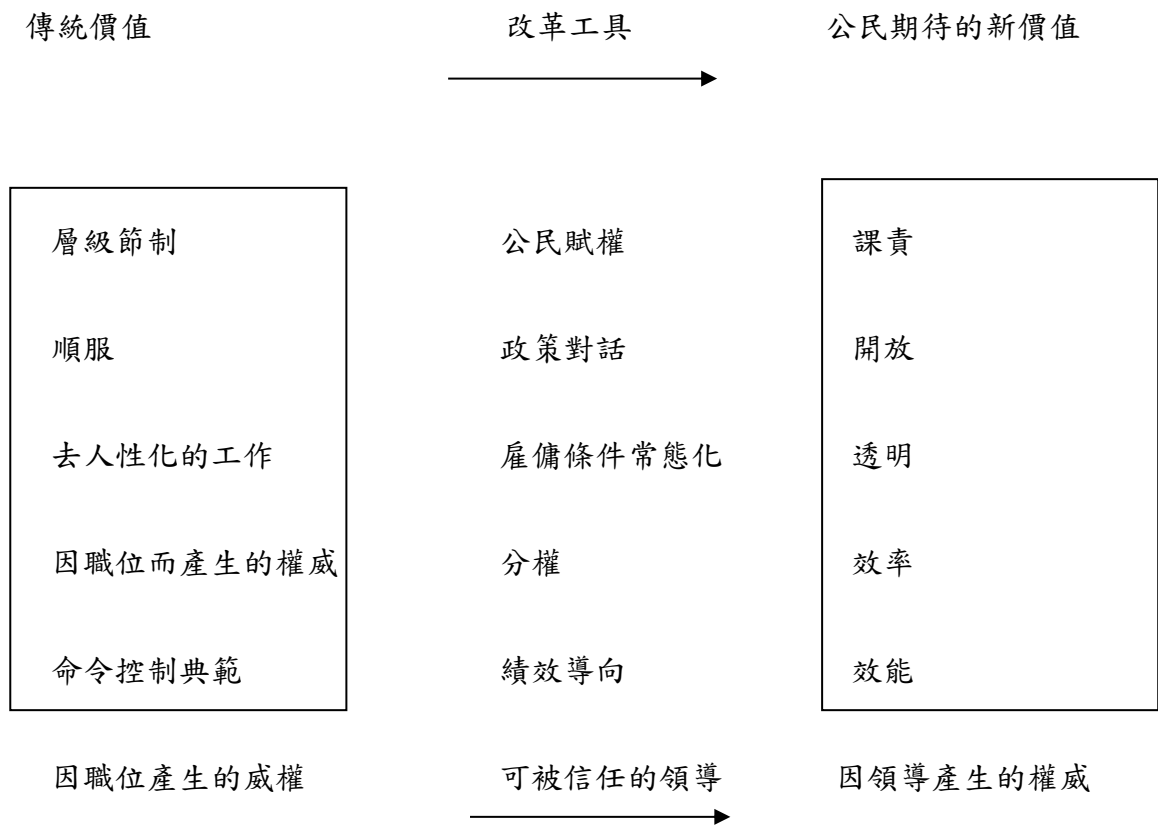 傳統價值 改革工具 公民期待的新價值
層級節制 公民賦權 課責
順服 政策對話 開放
去人性化的工作 雇傭條件常態化 透明
因職位而產生的權威 分權 效率
命令控制典範 績效導向 效能
因職位產生的威權 可被信任的領導 因領導產生的權威